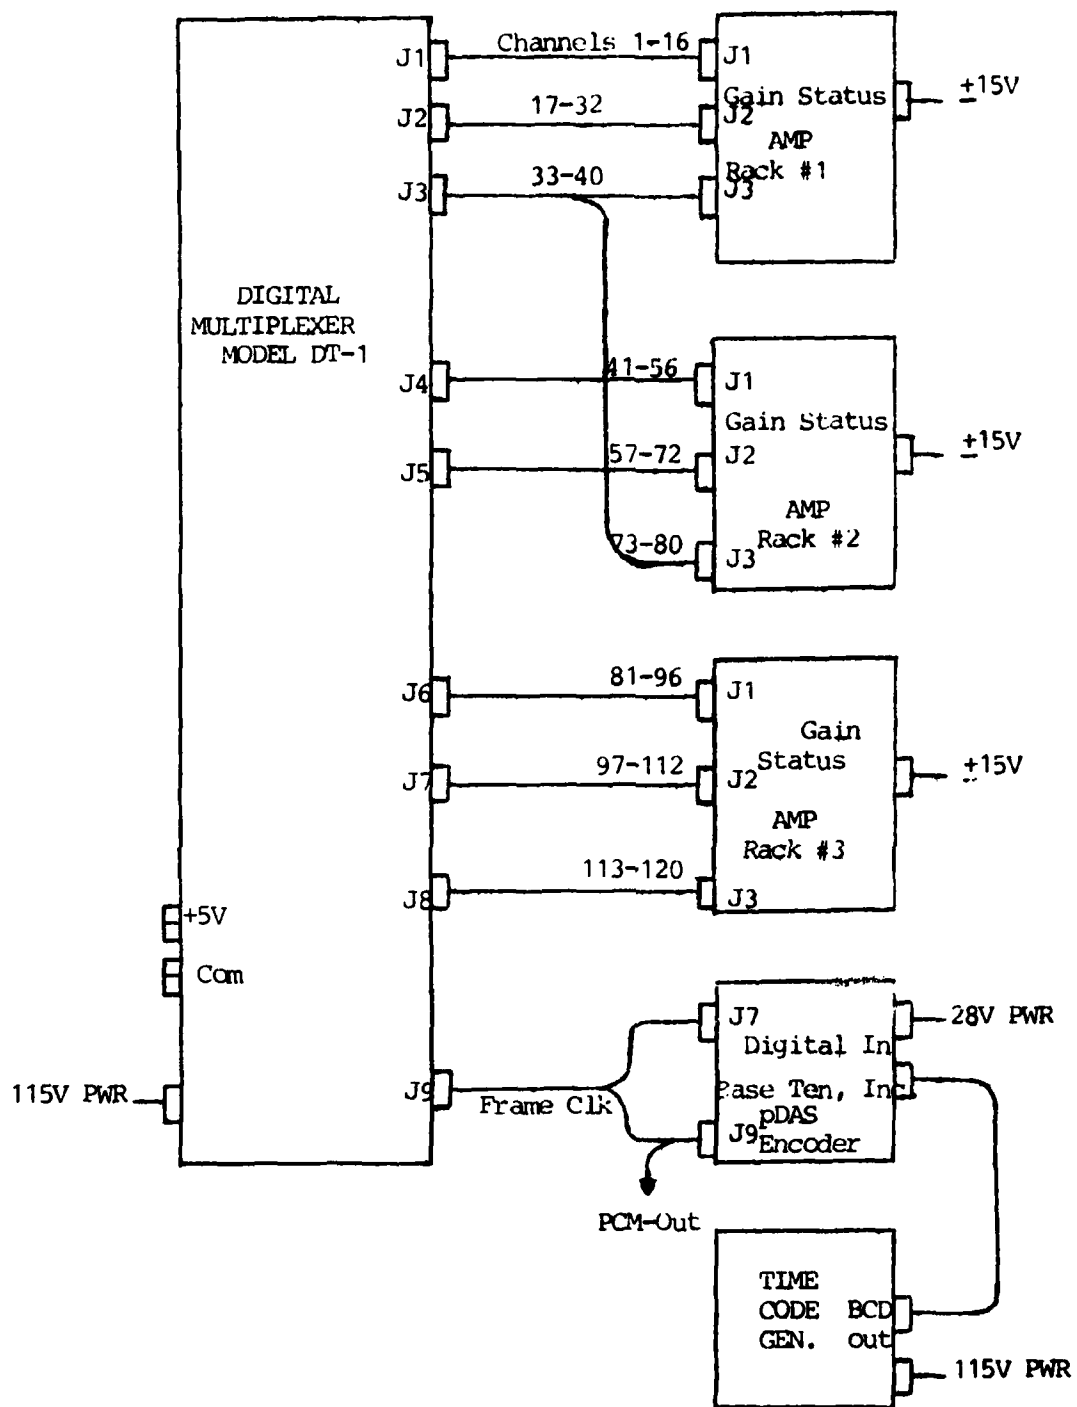 J1 Channels 1-16 J1
Gain Status
±15V
J2 17-32 J2
AMP
Rack #1
J3 33-40 J3
DIGITAL
MULTIPLEXER
MODEL DT-1
J4 41-56 J1
Gain Status
±15V
J5 57-72 J2
AMP
Rack #2
73-80 J3
J6 81-96 J1
Gain
Status
±15V
J7 97-112 J2
AMP
Rack #3
J8 113-120 J3
+5V
Com
115V PWR
J9
Frame Clk
J7
Digital In
28V PWR
Base Ten, Inc.
pDAS
J9
Encoder
PCM-Out
TIME
CODE BCD
GEN. out
115V PWR